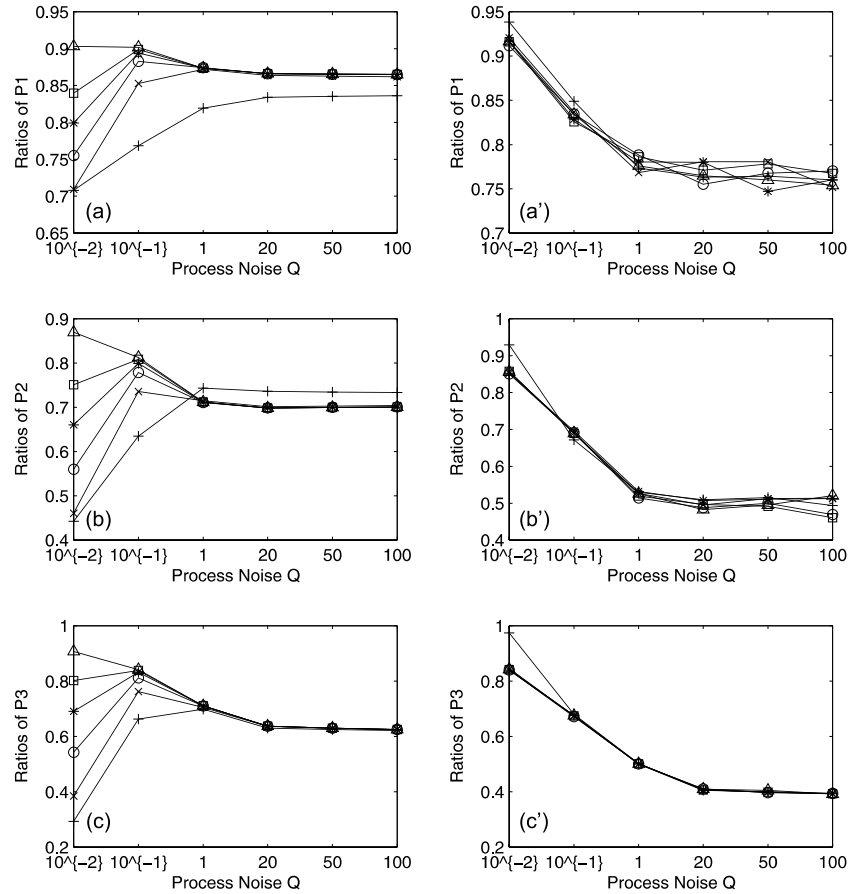 0.95
0.9
0.85
0.8
0.75
0.7
0.65
Ratios of P1
(a)
10^{-2} 10^{-1} 1 20 50 100
Process Noise Q
0.95
0.9
0.85
0.8
0.75
0.7
Ratios of P1
(a')
10^{-2} 10^{-1} 1 20 50 100
Process Noise Q
0.9
0.8
0.7
0.6
0.5
0.4
Ratios of P2
(b)
10^{-2} 10^{-1} 1 20 50 100
Process Noise Q
1
0.9
0.8
0.7
0.6
0.5
0.4
Ratios of P2
(b')
10^{-2} 10^{-1} 1 20 50 100
Process Noise Q
1
0.8
0.6
0.4
0.2
Ratios of P3
(c)
10^{-2} 10^{-1} 1 20 50 100
Process Noise Q
1
0.8
0.6
0.4
0.2
Ratios of P3
(c')
10^{-2} 10^{-1} 1 20 50 100
Process Noise Q